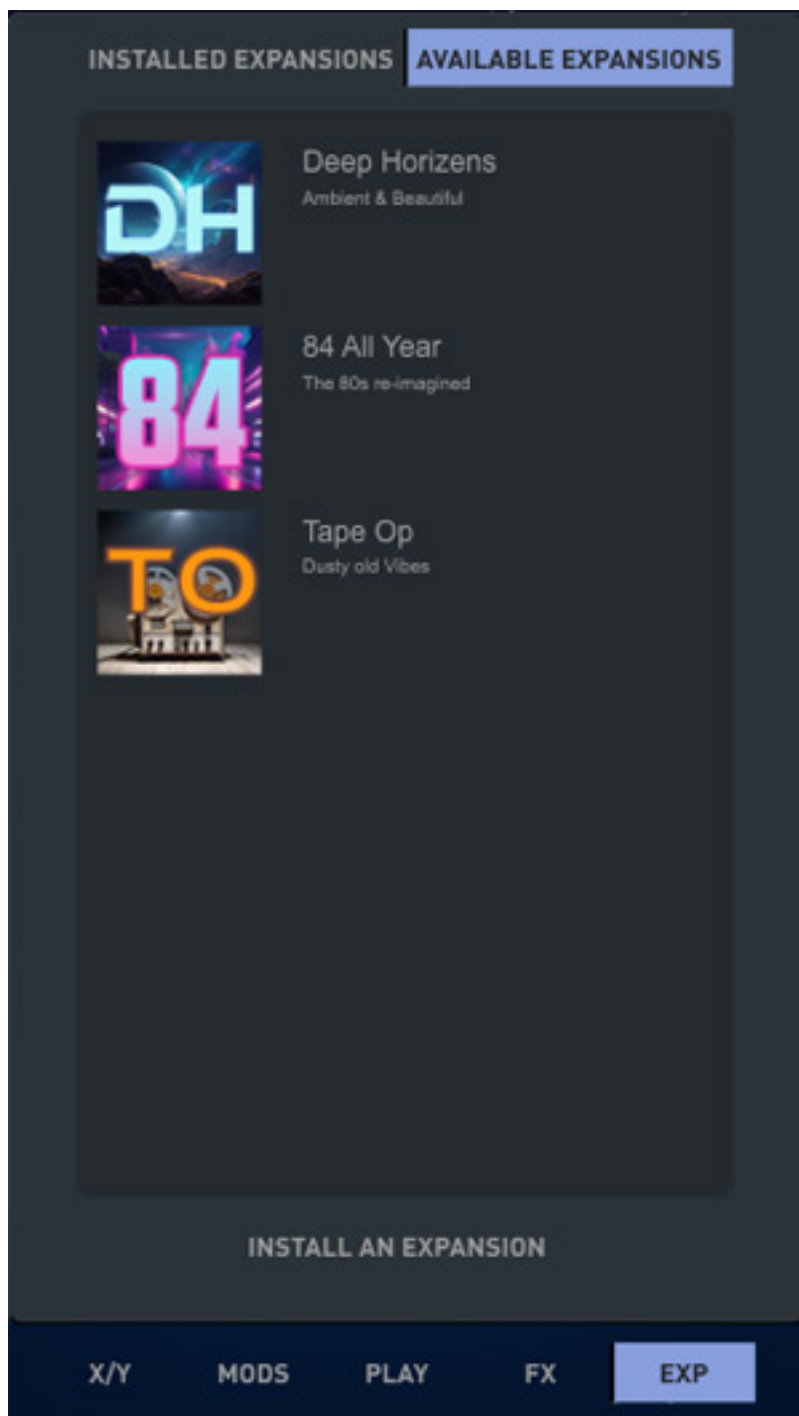 INSTALLED EXPANSIONS AVAILABLE EXPANSIONS
DH
Deep Horizens
Ambient & Beautiful
84
84 All Year
The 80s re-imagined
TO
Tape Op
Dusty old Vibes
INSTALL AN EXPANSION
X/Y MODS PLAY FX EXP